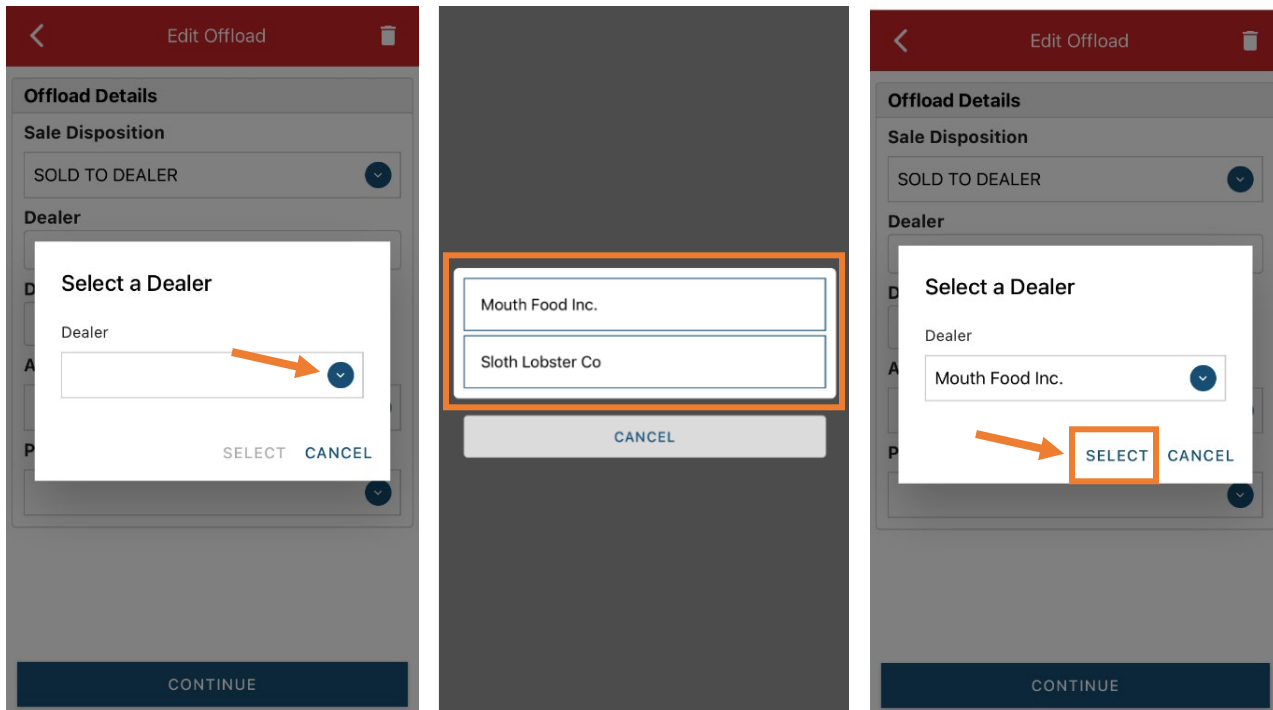 Edit Offload
Offload Details
Sale Disposition
SOLD TO DEALER
Dealer
D
Select a Dealer
Dealer
A
SELECT CANCEL
P
CONTINUE
Mouth Food Inc.
Sloth Lobster Co
CANCEL
Edit Offload
Offload Details
Sale Disposition
SOLD TO DEALER
Dealer
D
Select a Dealer
Dealer
A
Mouth Food Inc.
SELECT CANCEL
P
CONTINUE